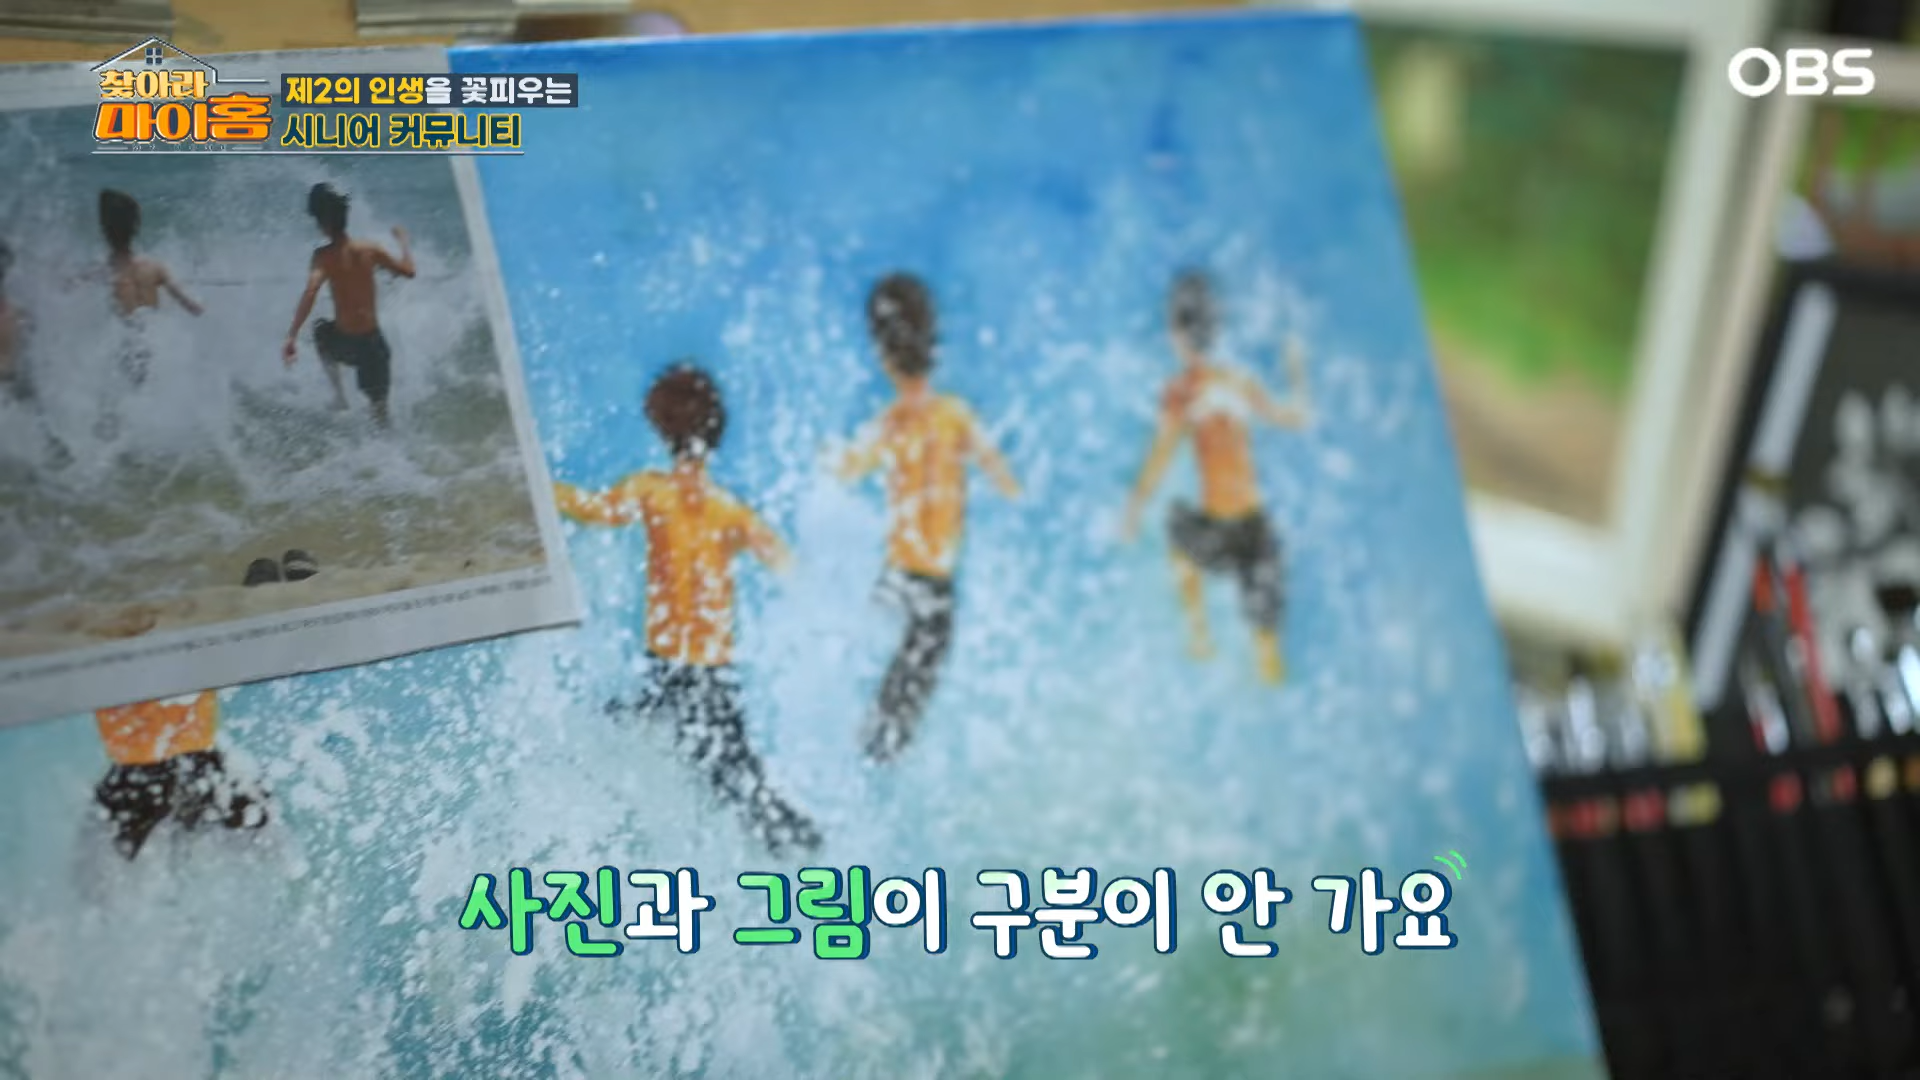 찾아라
마이홈
제2의 인생을 꽃피우는
시니어 커뮤니티
OBS
사진과 그림이 구분이 안 가요